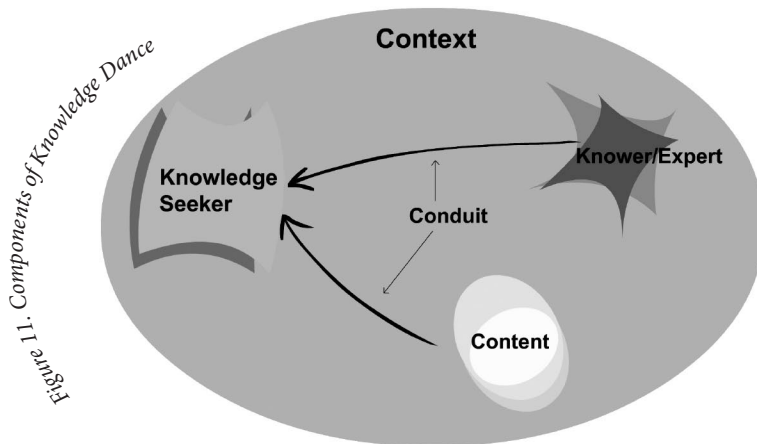 Figure 11. Components of Knowledge Dance
Context
Knower/Expert
Knowledge
Seeker
Conduit
Content